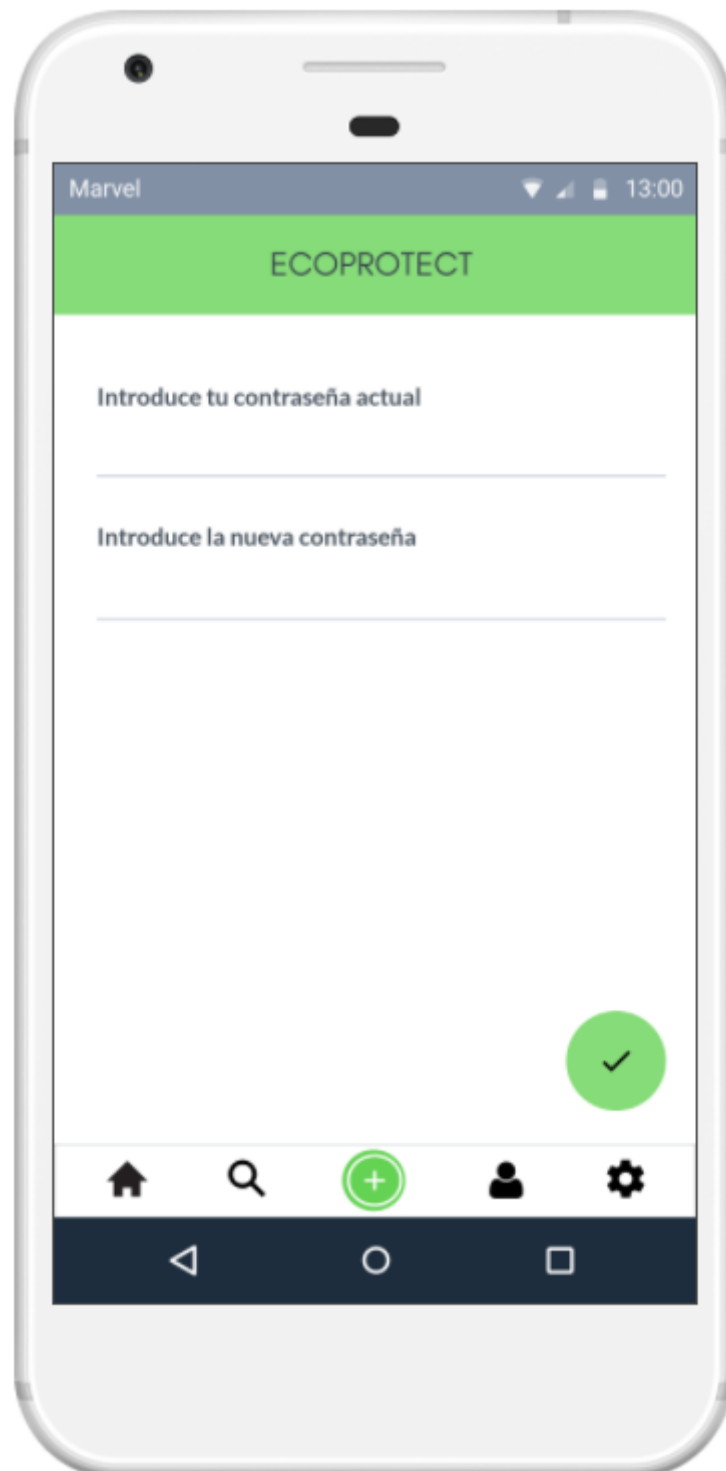 Marvel 13:00
ECOPROTECT
Introduce tu contraseña actual
Introduce la nueva contraseña